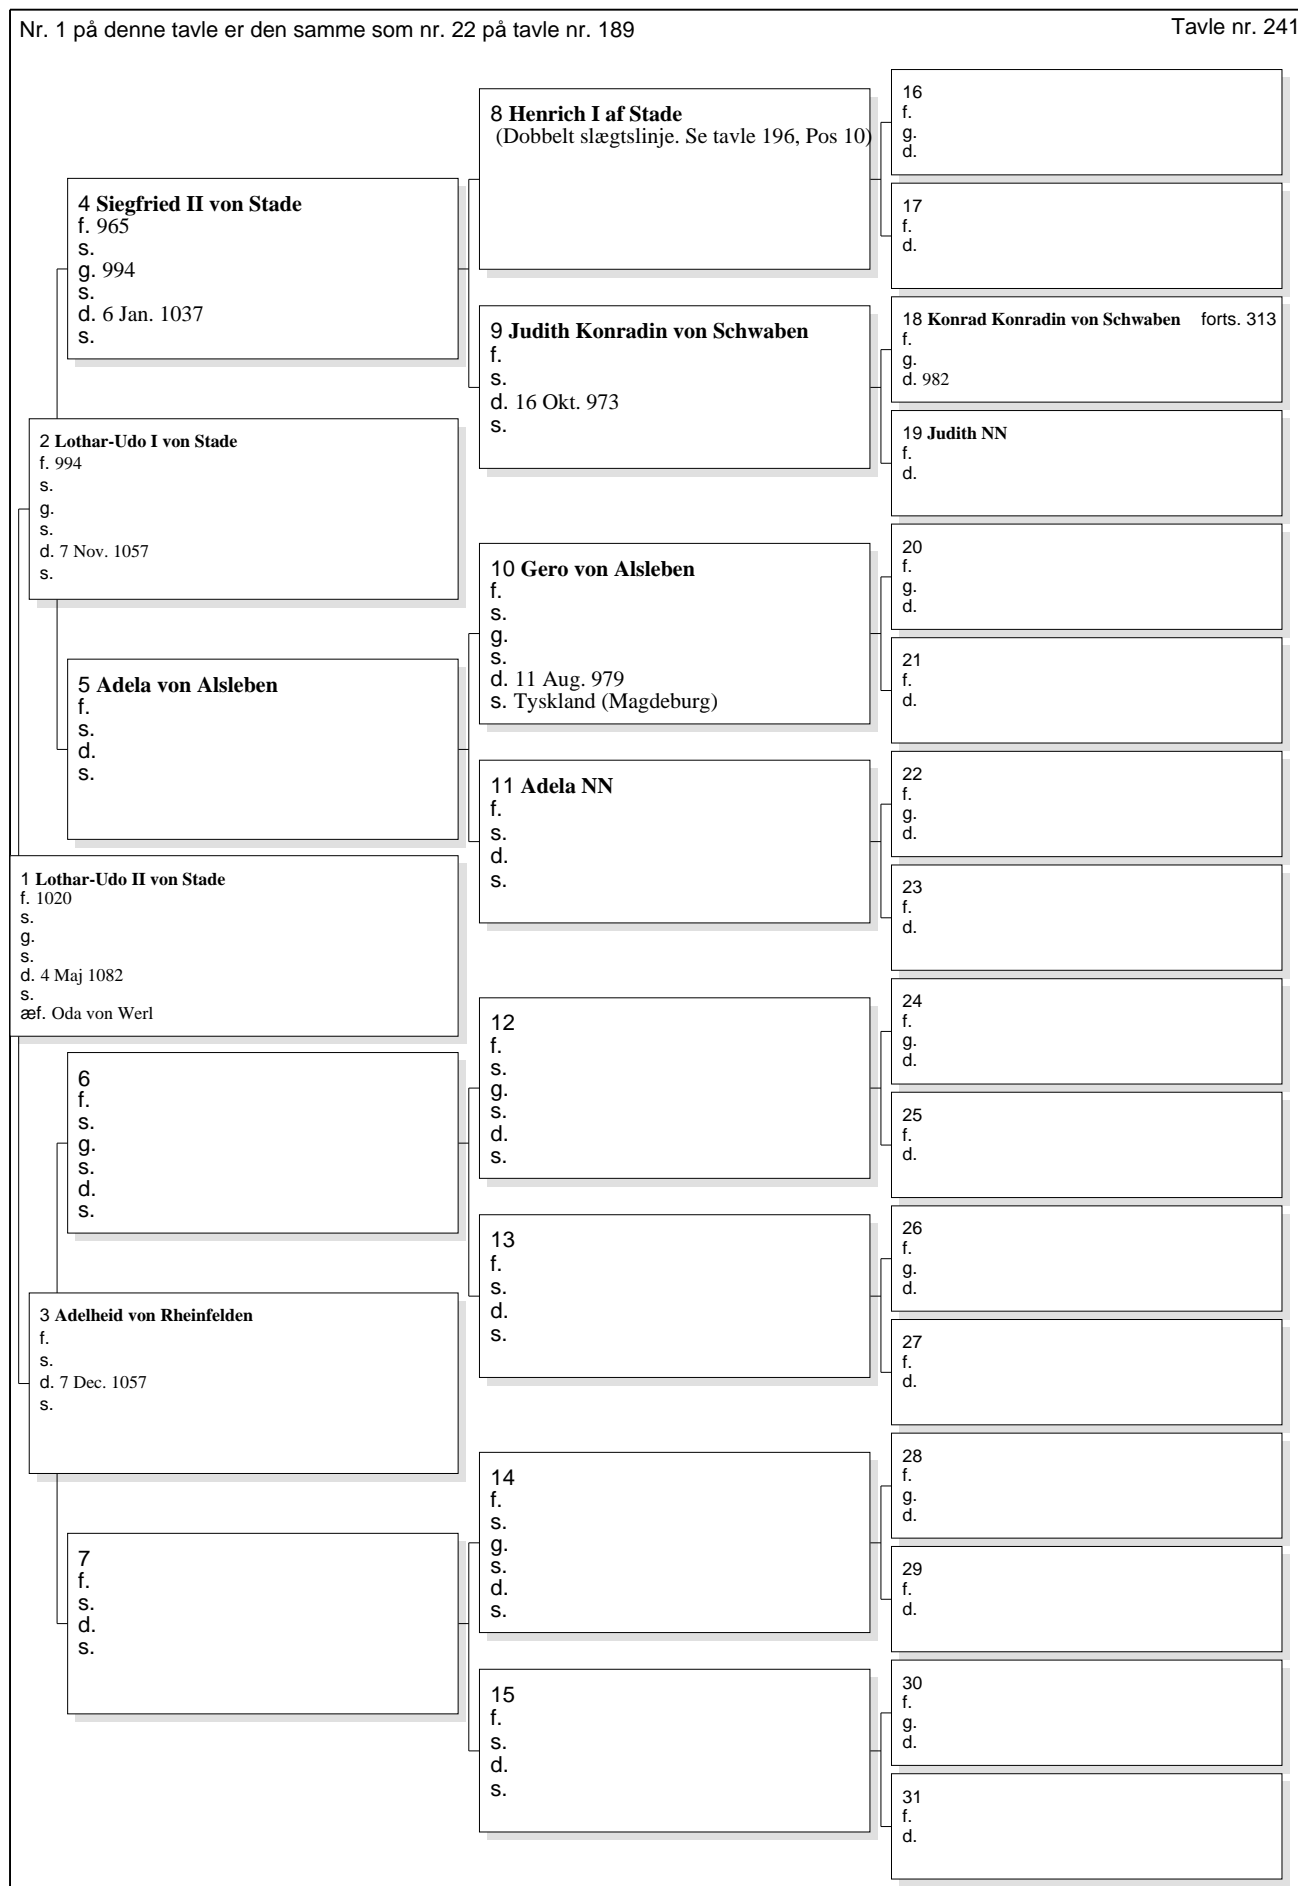 Nr. 1 på denne tavle er den samme som nr. 22 på tavle nr. 189
Tavle nr. 241
8 Henrich I af Stade
(Dobbelt slægtslinje. Se tavle 196, Pos 10)
16
f.
g.
d.
17
f.
d.
4 Siegfried II von Stade
f. 965
s.
g. 994
s.
d. 6 Jan. 1037
s.
9 Judith Konradin von Schwaben
f.
s.
d. 16 Okt. 973
s.
18 Konrad Konradin von Schwaben forts. 313
f.
g.
d. 982
19 Judith NN
f.
d.
2 Lothar-Udo I von Stade
f. 994
s.
g.
s.
d. 7 Nov. 1057
s.
10 Gero von Alsleben
f.
s.
g.
s.
d. 11 Aug. 979
s. Tyskland (Magdeburg)
20
f.
g.
d.
21
f.
d.
5 Adela von Alsleben
f.
s.
d.
s.
11 Adela NN
f.
s.
d.
s.
22
f.
g.
d.
23
f.
d.
1 Lothar-Udo II von Stade
f. 1020
s.
g.
s.
d. 4 Maj 1082
s.
æf. Oda von Werl
12
f.
s.
g.
s.
d.
s.
24
f.
g.
d.
25
f.
d.
6
f.
s.
g.
s.
d.
s.
13
f.
s.
d.
s.
26
f.
g.
d.
27
f.
d.
3 Adelheid von Rheinfelden
f.
s.
d. 7 Dec. 1057
s.
14
f.
s.
g.
s.
d.
s.
28
f.
g.
d.
29
f.
d.
7
f.
s.
d.
s.
15
f.
s.
d.
s.
30
f.
g.
d.
31
f.
d.